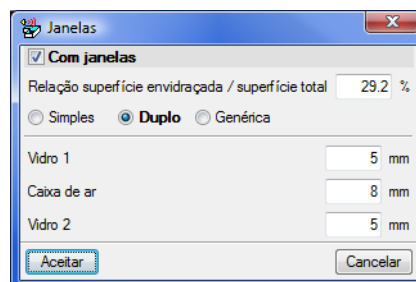 Janelas
Com janelas
Relação superfície envidraçada / superfície total 29.2 %
Simples Duplo Genérica
Vidro 1 5 mm
Caixa de ar 8 mm
Vidro 2 5 mm
Aceitar Cancelar